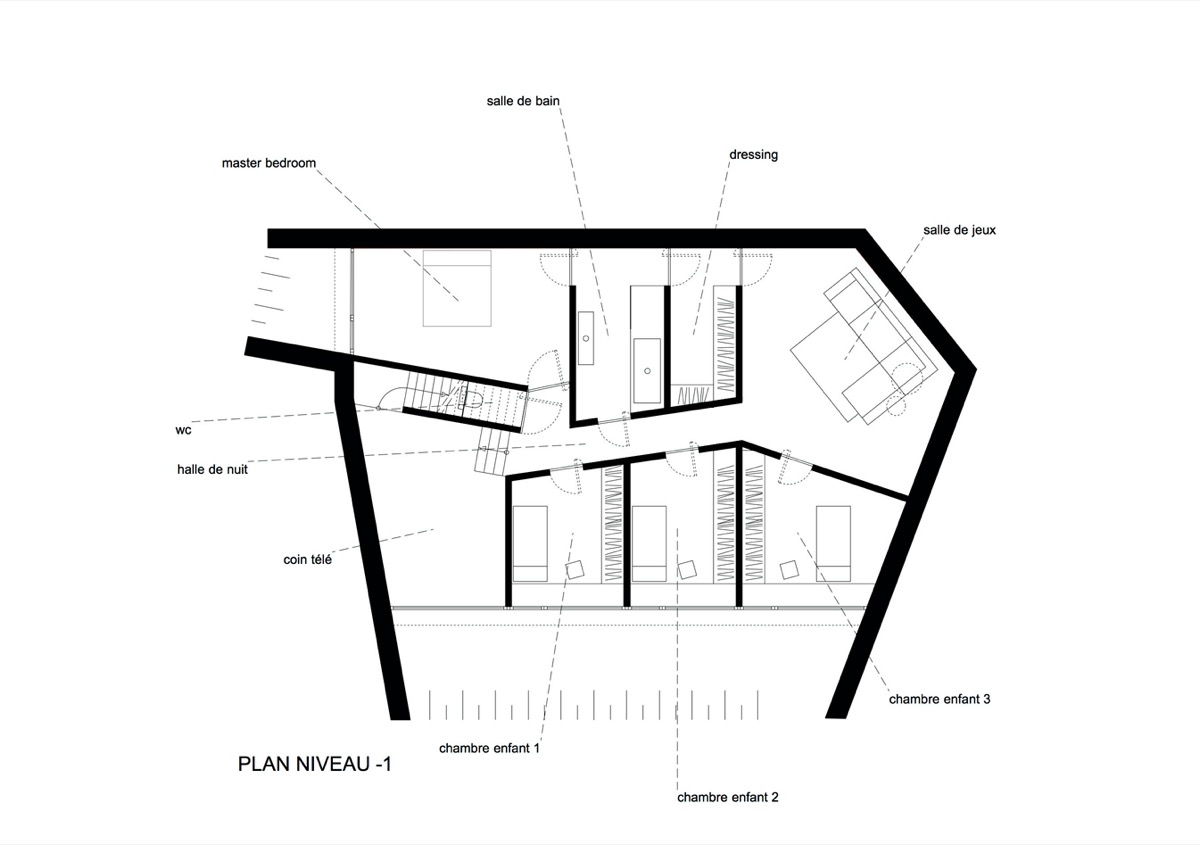 salle de bain
dressing
master bedroom
salle de jeux
wc
halle de nuit
coin télé
chambre enfant 3
chambre enfant 1
PLAN NIVEAU -1
chambre enfant 2